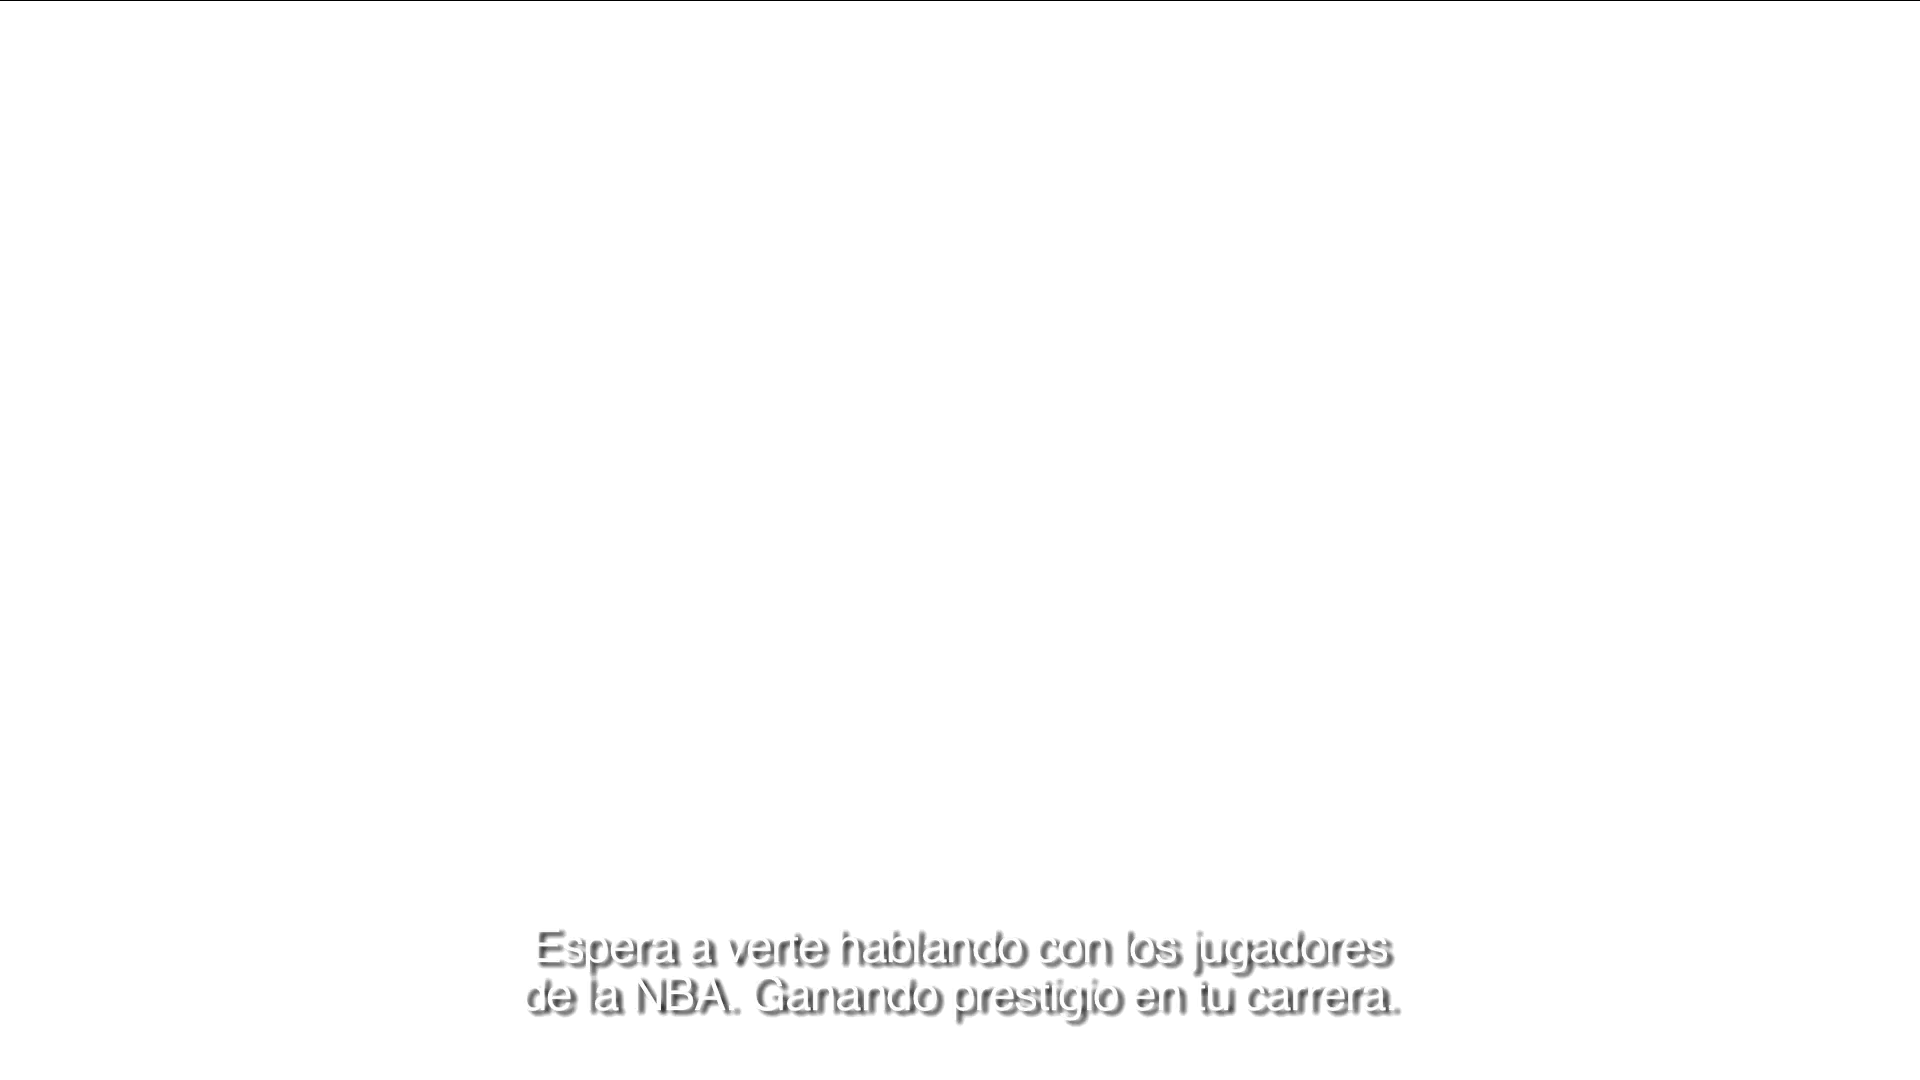 Espera a verte hablando con los jugadores
de la NBA. Ganando prestigio en tu carrera.